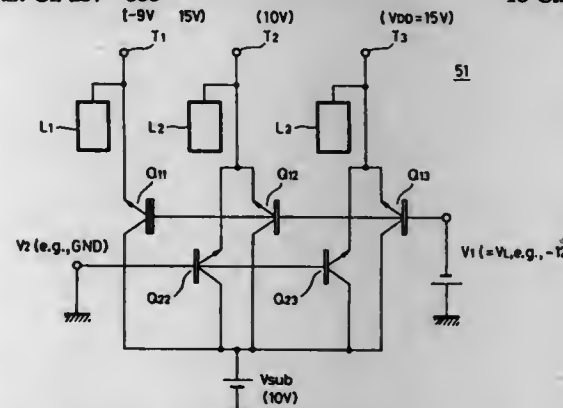 (-9V 15V) (10V) (VDD=15V)
T1 T2 T3
51
L1 L2 L3
Q11 Q12 Q13
V2 (e.g., GND)
V1 (=VL, e.g., -12
Q22 Q23
Vsub
(10V)